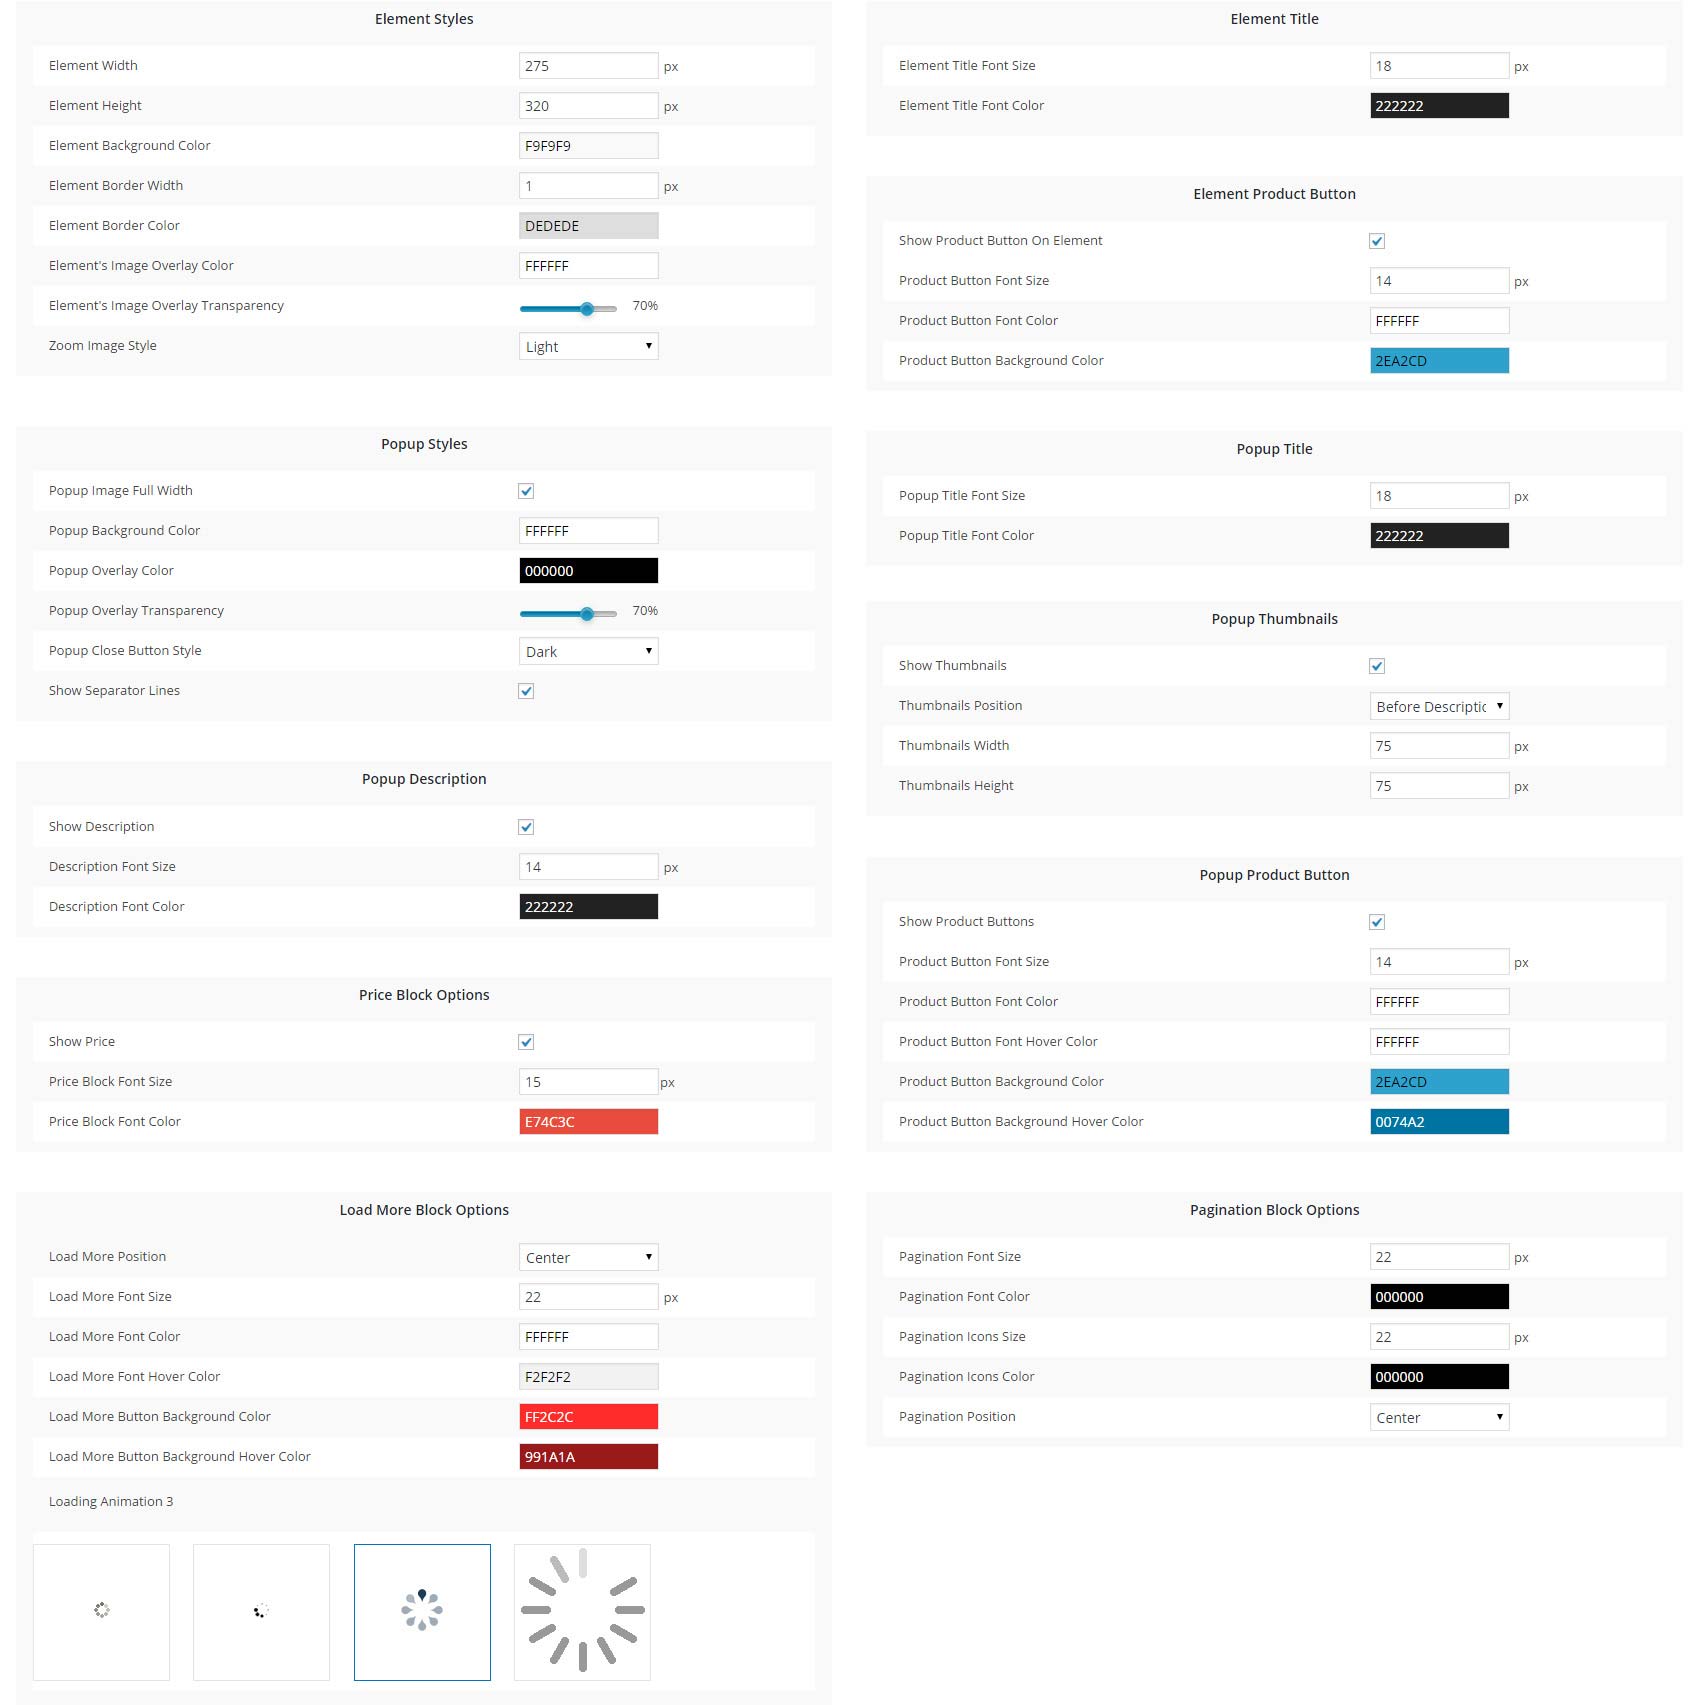 Element Styles
Element Width 275 px
Element Height 320 px
Element Background Color F9F9F9
Element Border Width 1 px
Element Border Color DEDEDE
Element's Image Overlay Color FFFFFF
Element's Image Overlay Transparency 70%
Zoom Image Style Light
Popup Styles
Popup Image Full Width
Popup Background Color FFFFFF
Popup Overlay Color 000000
Popup Overlay Transparency 70%
Popup Close Button Style Dark
Show Separator Lines
Popup Description
Show Description
Description Font Size 14 px
Description Font Color 222222
Price Block Options
Show Price
Price Block Font Size 15 px
Price Block Font Color E74C3C
Load More Block Options
Load More Position Center
Load More Font Size 22 px
Load More Font Color FFFFFF
Load More Font Hover Color F2F2F2
Load More Button Background Color FF2C2C
Load More Button Background Hover Color 991A1A
Loading Animation 3
Element Title
Element Title Font Size 18 px
Element Title Font Color 222222
Element Product Button
Show Product Button On Element
Product Button Font Size 14 px
Product Button Font Color FFFFFF
Product Button Background Color 2EA2CD
Popup Title
Popup Title Font Size 18 px
Popup Title Font Color 222222
Popup Thumbnails
Show Thumbnails
Thumbnails Position Before Descriptic
Thumbnails Width 75 px
Thumbnails Height 75 px
Popup Product Button
Show Product Buttons
Product Button Font Size 14 px
Product Button Font Color FFFFFF
Product Button Font Hover Color FFFFFF
Product Button Background Color 2EA2CD
Product Button Background Hover Color 0074A2
Pagination Block Options
Pagination Font Size 22 px
Pagination Font Color 000000
Pagination Icons Size 22 px
Pagination Icons Color 000000
Pagination Position Center